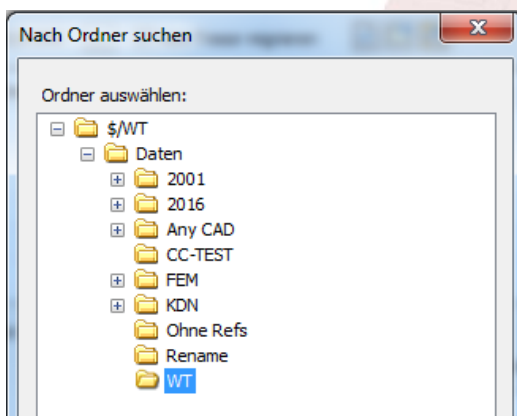 Nach Ordner suchen
Ordner auswählen:
$/WT
Daten
2001
2016
Any CAD
CC-TEST
FEM
KDN
Ohne Refs
Rename
WT